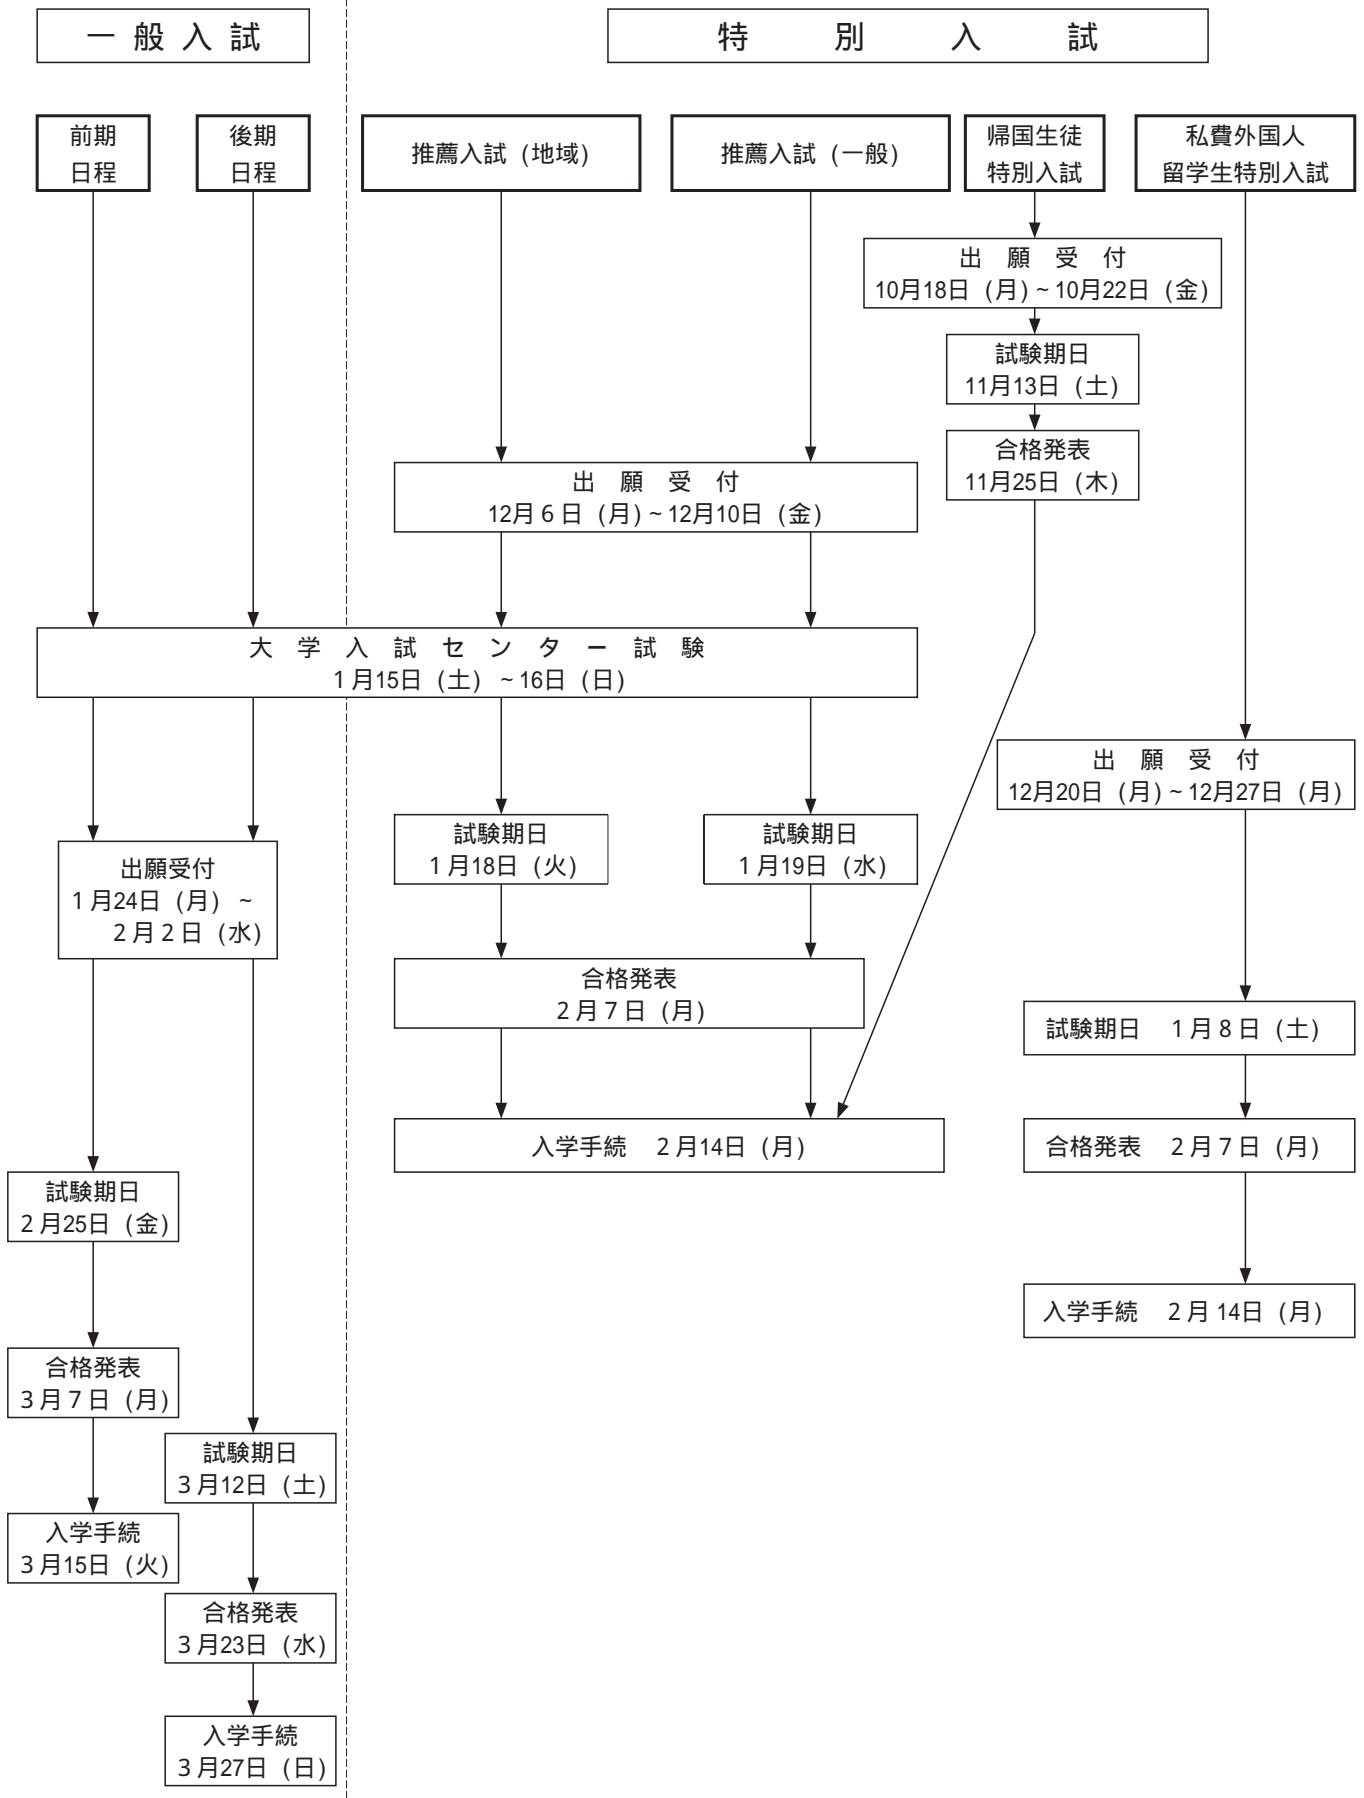 一般入試
特別入試
前期
日程
後期
日程
推薦入試（地域）
推薦入試（一般）
帰国生徒
特別入試
私費外国人
留学生特別入試
出願受付
10月18日（月）~10月22日（金）
試験期日
11月13日（土）
合格発表
11月25日（木）
出願受付
12月6日（月）~12月10日（金）
大学入試センター試験
1月15日（土）~16日（日）
出願受付
12月20日（月）~12月27日（月）
出願受付
1月24日（月）~
2月2日（水）
試験期日
1月18日（火）
試験期日
1月19日（水）
合格発表
2月7日（月）
試験期日 1月8日（土）
入学手続 2月14日（月）
合格発表 2月7日（月）
試験期日
2月25日（金）
入学手続 2月14日（月）
合格発表
3月7日（月）
試験期日
3月12日（土）
入学手続
3月15日（火）
合格発表
3月23日（水）
入学手続
3月27日（日）